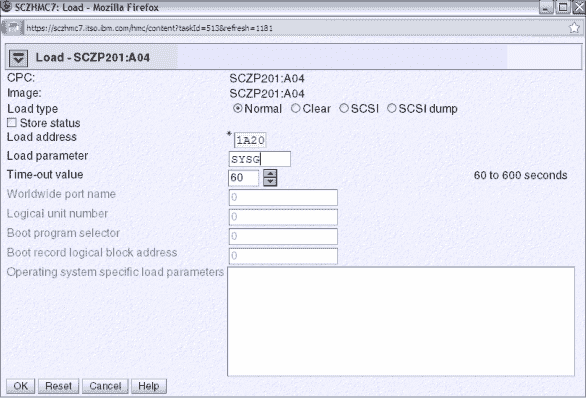 SCZHMC7: Load - Mozilla Firefox
https://sczhmc7.itso.ibm.com/hmc/content?taskId=513&refresh=1181
Load - SCZP201:A04
CPC: SCZP201:A04
Image: SCZP201:A04
Load type Normal Clear SCSI SCSI dump
Store status
Load address * 1A20
Load parameter SYSG
Time-out value 60 60 to 600 seconds
Worldwide port name 0
Logical unit number 0
Boot program selector 0
Boot record logical block address 0
Operating system specific load parameters
OK Reset Cancel Help